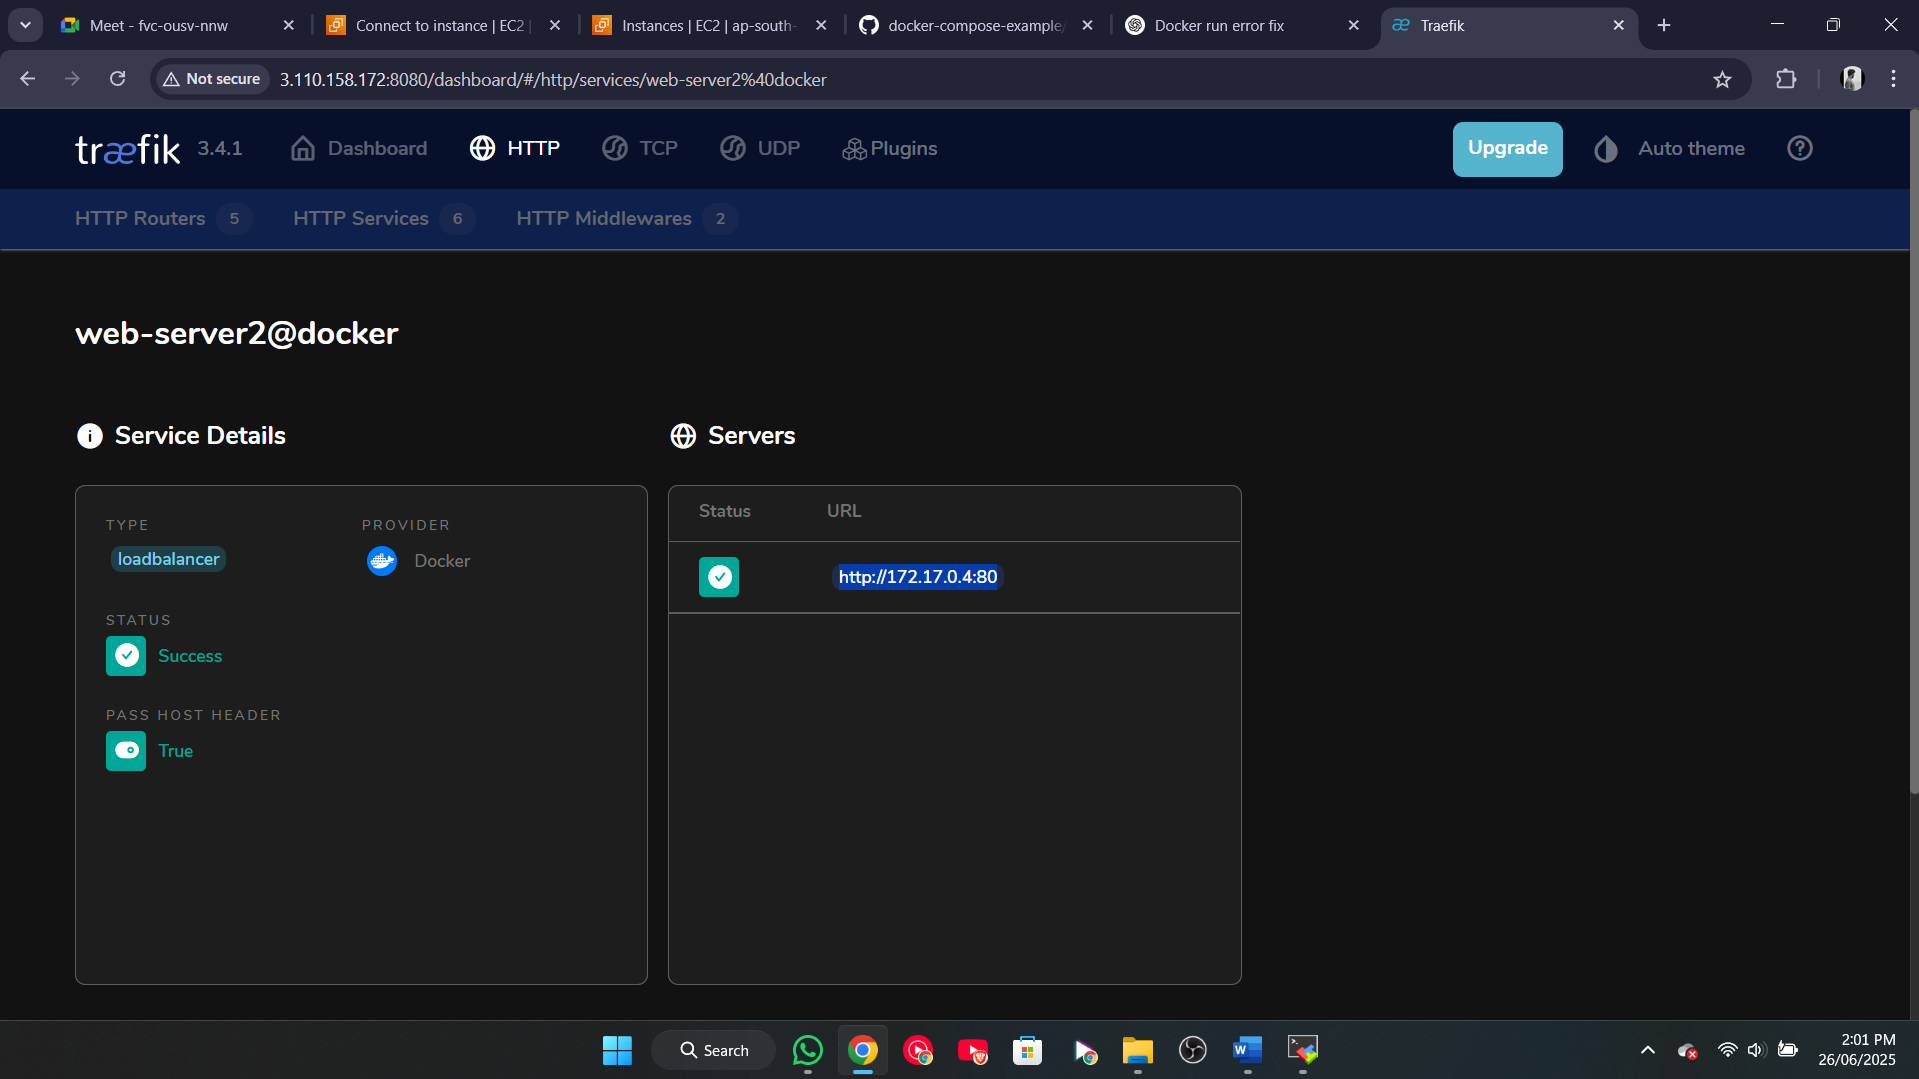 Meet - fvc-ousv-nnw
Connect to instance | EC2 |
Instances | EC2 | ap-south-
docker-compose-example/
Docker run error fix
Traefik
Not secure
3.110.158.172:8080/dashboard/#/http/services/web-server2%40docker
træfik 3.4.1
Dashboard
HTTP
TCP
UDP
Plugins
Upgrade
Auto theme
HTTP Routers 5
HTTP Services 6
HTTP Middlewares 2
web-server2@docker
Service Details
TYPE
loadbalancer
PROVIDER
Docker
STATUS
Success
PASS HOST HEADER
True
Servers
Status URL
http://172.17.0.4:80
Search
2:01 PM
26/06/2025